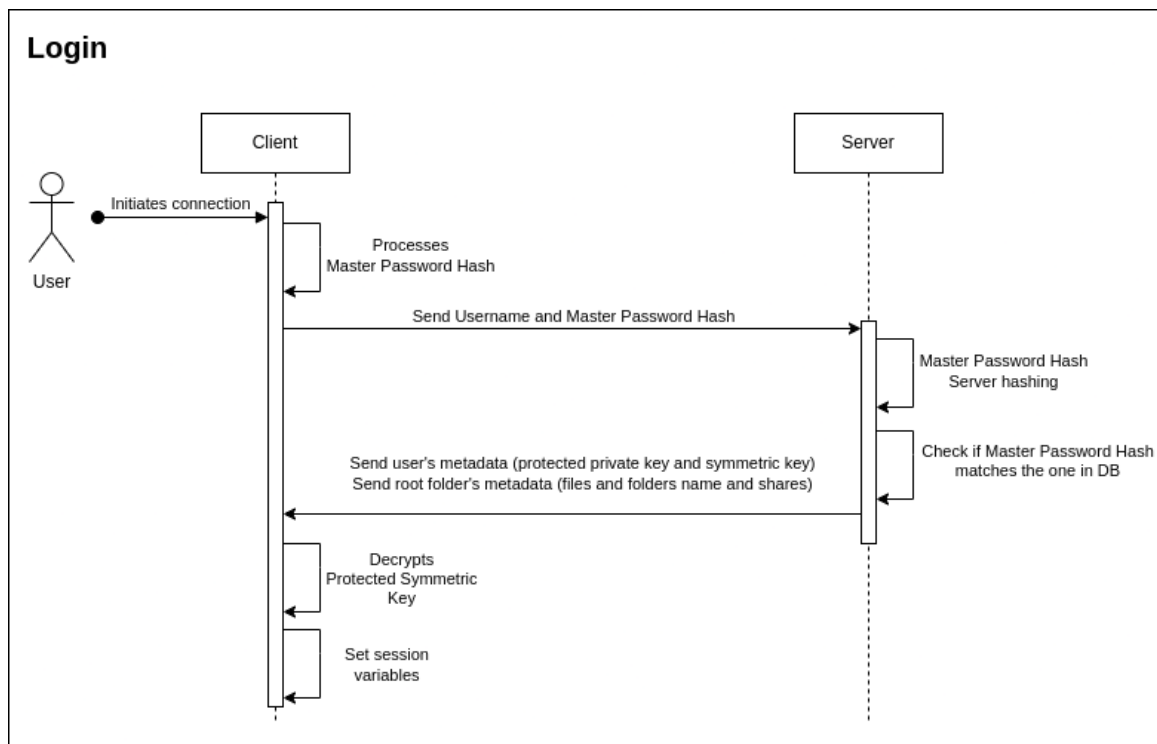 Login
Client
Server
Initiates connection
User
Processes
Master Password Hash
Send Username and Master Password Hash
Master Password Hash
Server hashing
Check if Master Password Hash
matches the one in DB
Send user's metadata (protected private key and symmetric key)
Send root folder's metadata (files and folders name and shares)
Decrypts
Protected Symmetric
Key
Set session
variables